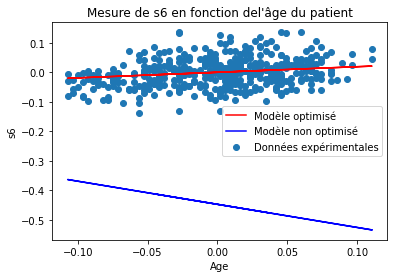 Mesure de s6 en fonction del'âge du patient
0.1
0.0
−0.1
−0.2
−0.3
−0.4
−0.5
s6
Modèle optimisé
Modèle non optimisé
Données expérimentales
−0.10
−0.05
0.00
0.05
0.10
Age